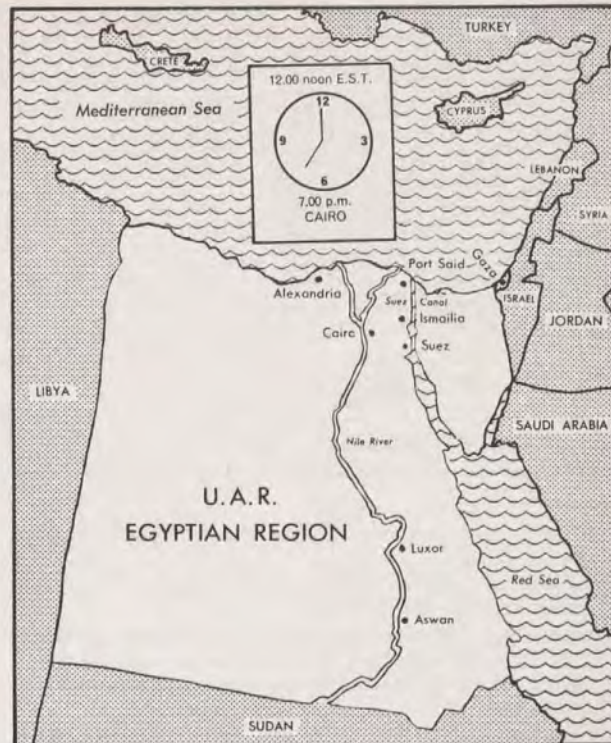 TURKEY
CRETE
12.00 noon E.S.T.
12
Mediterranean Sea
CYPRUS
9
3
6
LEBANON
7.00 p.m.
CAIRO
SYRIA
Port Said
Gaza
Alexandria
Suez Canal
ISRAEL
Ismailia
JORDAN
Cairo
Suez
LIBYA
SAUDI ARABIA
Nile River
U.A.R.
EGYPTIAN REGION
Luxor
Red Sea
Aswan
SUDAN